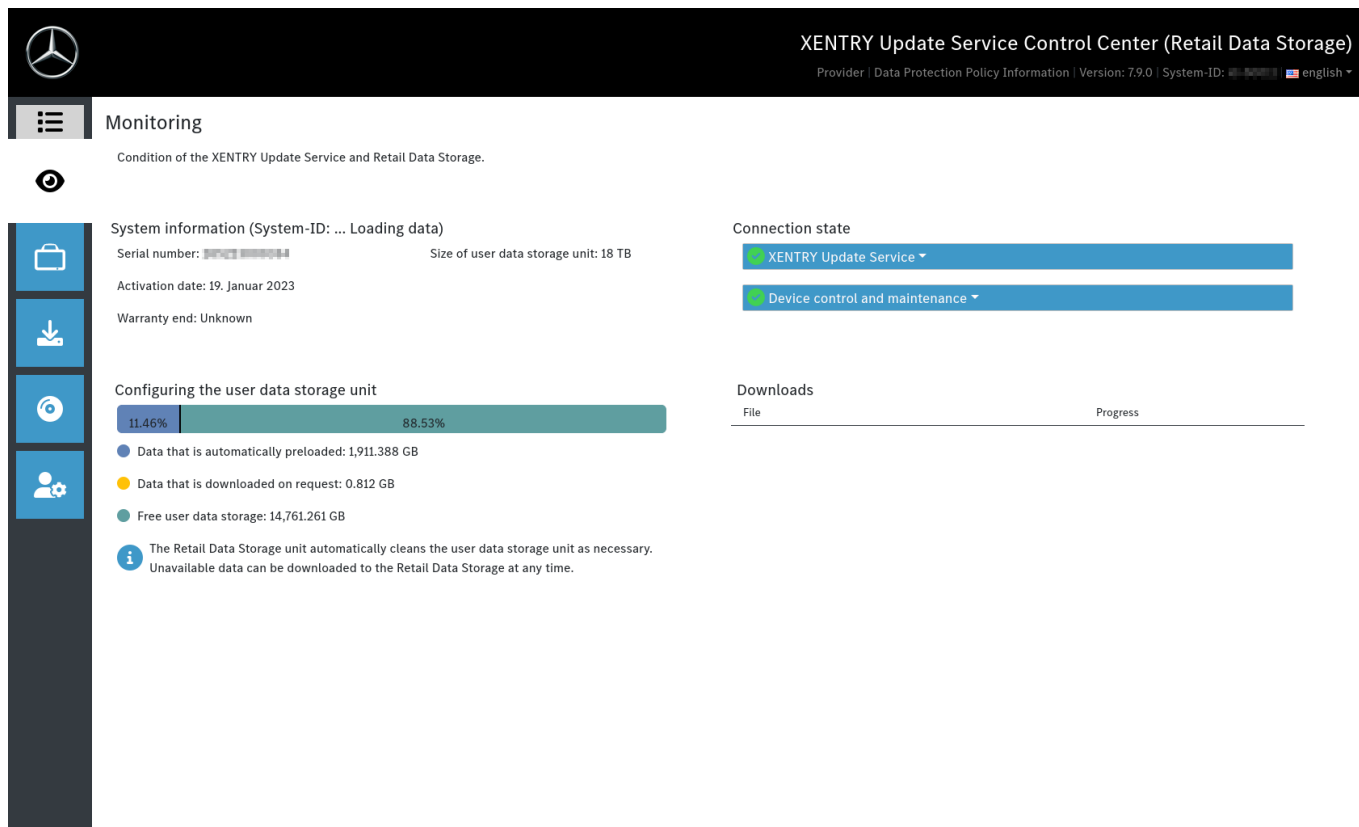 XENTRY Update Service Control Center (Retail Data Storage)
Provider | Data Protection Policy Information | Version: 7.9.0 | System-ID: | english
Monitoring
Condition of the XENTRY Update Service and Retail Data Storage.
System information (System-ID: ... Loading data)
Serial number:
Size of user data storage unit: 18 TB
Activation date: 19. Januar 2023
Warranty end: Unknown
Connection state
XENTRY Update Service
Device control and maintenance
Configuring the user data storage unit
11.46% 88.53%
Data that is automatically preloaded: 1,911.388 GB
Data that is downloaded on request: 0.812 GB
Free user data storage: 14,761.261 GB
The Retail Data Storage unit automatically cleans the user data storage unit as necessary.
Unavailable data can be downloaded to the Retail Data Storage at any time.
Downloads
File Progress